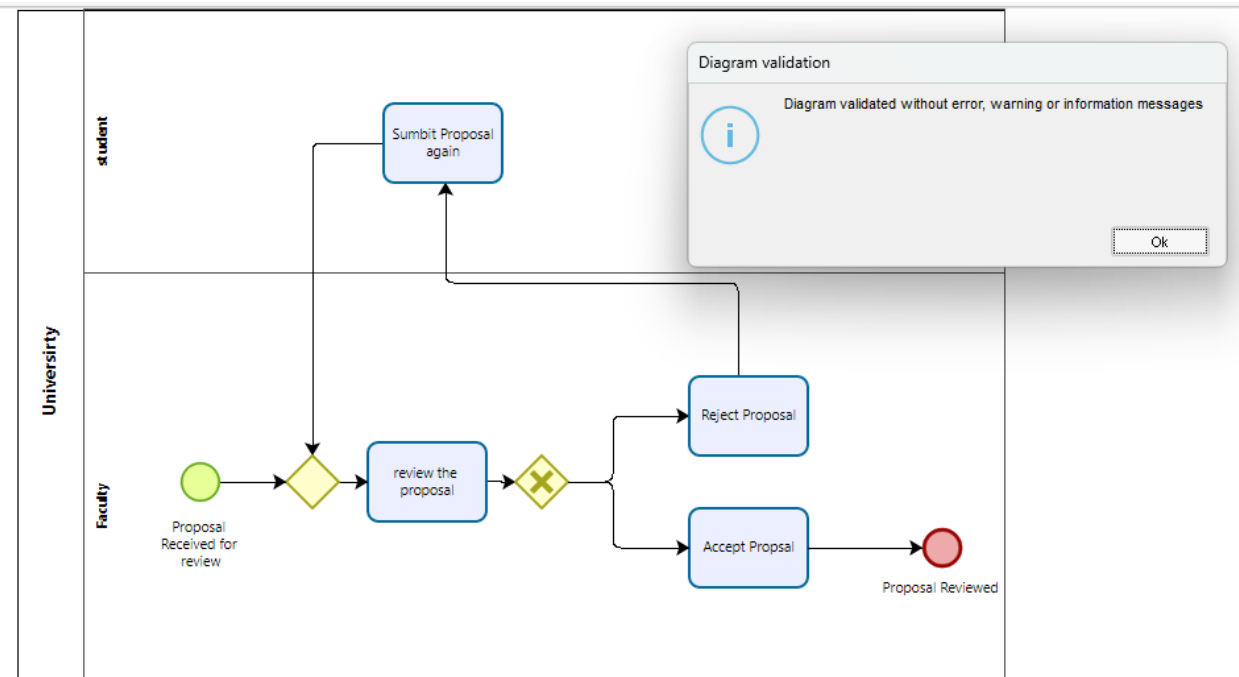 Diagram validation
Diagram validated without error, warning or information messages
Ok
Universirty
student
Sumbit Proposal
again
Faculty
Proposal
Received for
review
review the
proposal
Reject Proposal
Accept Propsal
Proposal Reviewed